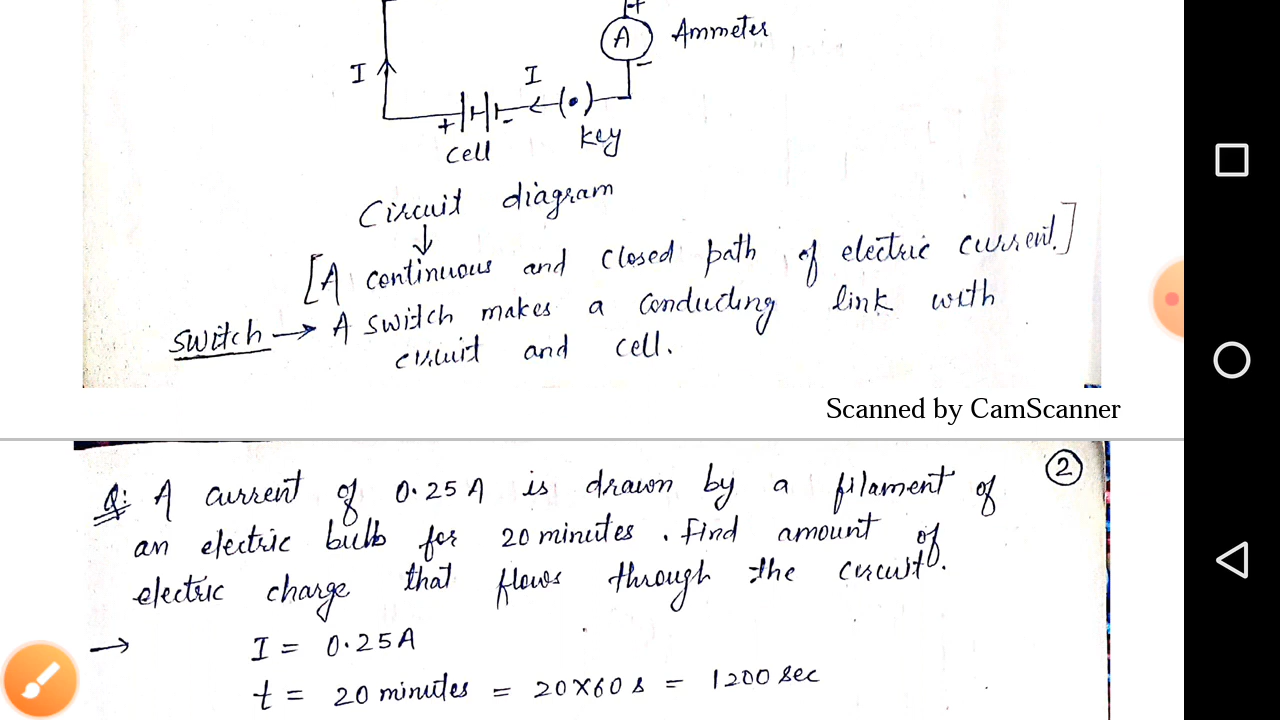 +
A Ammeter
I I
+ -
-
cell key
Circuit diagram
↓
[A continuous and closed path of electric current.]
switch → A switch makes a conducting link with
circuit and cell.
Scanned by CamScanner
2
Q: A current of 0.25 A is drawn by a filament of
an electric bulb for 20 minutes. Find amount of
electric charge that flows through the circuit.
→ I = 0.25A
t = 20 minutes = 20×60 s = 1200 sec